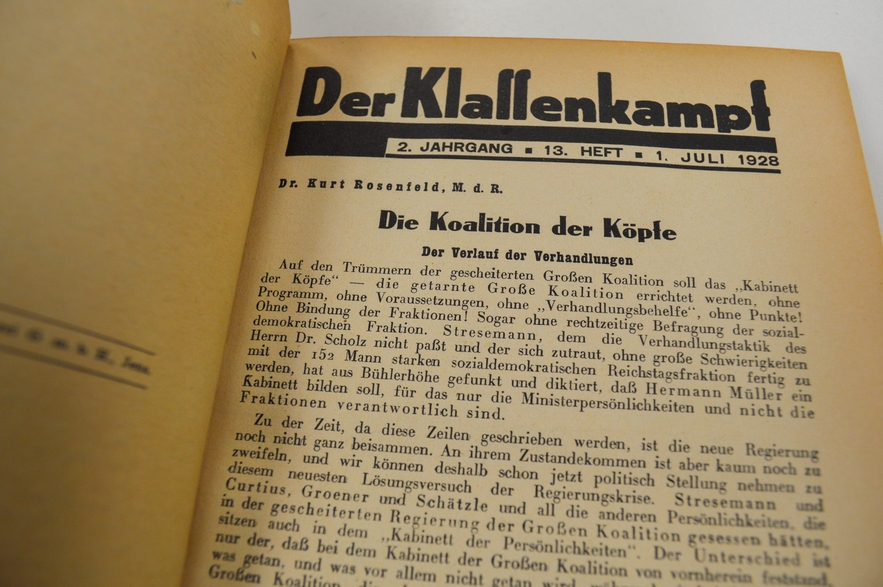 Der Klaſſenkampf
2. JAHRGANG ▪ 13. HEFT ▪ 1. JULI 1928
Dr. Kurt Rosenfeld, M. d. R.
Die Koalition der Köpfe
Der Verlauf der Verhandlungen
Auf den Trümmern der gescheiterten Großen Koalition soll das „Kabinett
der Köpfe“ — die getarnte Große Koalition errichtet werden, ohne
Programm, ohne Voraussetzungen, ohne „Verhandlungsbehelfe“, ohne Punkte!
Ohne Bindung der Fraktionen! Sogar ohne rechtzeitige Befragung der sozial-
demokratischen Fraktion. Stresemann, dem die Verhandlungstaktik des
Herrn Dr. Scholz nicht paßt und der sich zutraut, ohne große Schwierigkeiten
mit der 152 Mann starken sozialdemokratischen Reichstagsfraktion fertig zu
werden, hat aus Bühlerhöhe gefunkt und diktiert, daß Hermann Müller ein
Kabinett bilden soll, für das nur die Ministerpersönlichkeiten und nicht die
Fraktionen verantwortlich sind.
Zu der Zeit, da diese Zeilen geschrieben werden, ist die neue Regierung
noch nicht ganz beisammen. An ihrem Zustandekommen ist aber kaum noch zu
zweifeln, und wir können deshalb schon jetzt politisch Stellung nehmen zu
diesem neuesten Lösungsversuch der Regierungskrise. Stresemann und
Curtius, Groener und Schätzle und all die anderen Persönlichkeiten, die
in der gescheiterten Regierung der Großen Koalition gesessen hätten,
sitzen auch in dem „Kabinett der Persönlichkeiten“. Der Unterschied ist
nur der, daß bei dem Kabinett der Großen Koalition von vornherein feststand,
was getan, und was vor allem nicht getan wird
Großen Koalition